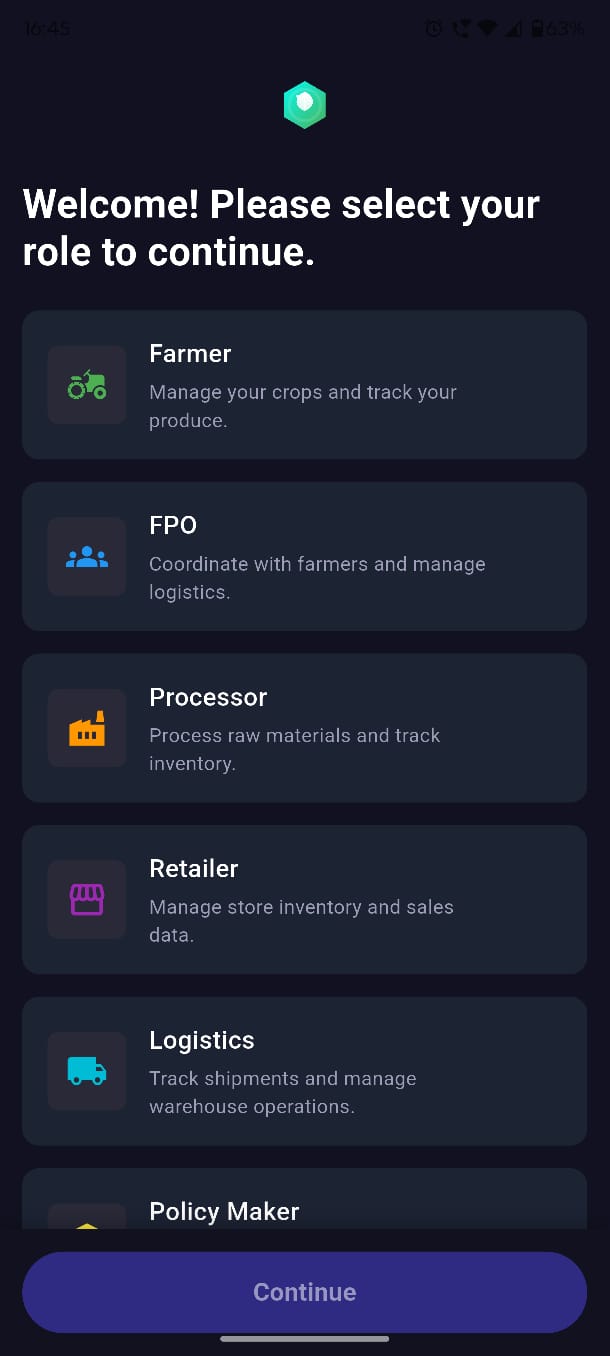 16:45 63%
Welcome! Please select your
role to continue.
Farmer
Manage your crops and track your
produce.
FPO
Coordinate with farmers and manage
logistics.
Processor
Process raw materials and track
inventory.
Retailer
Manage store inventory and sales
data.
Logistics
Track shipments and manage
warehouse operations.
Policy Maker
Continue